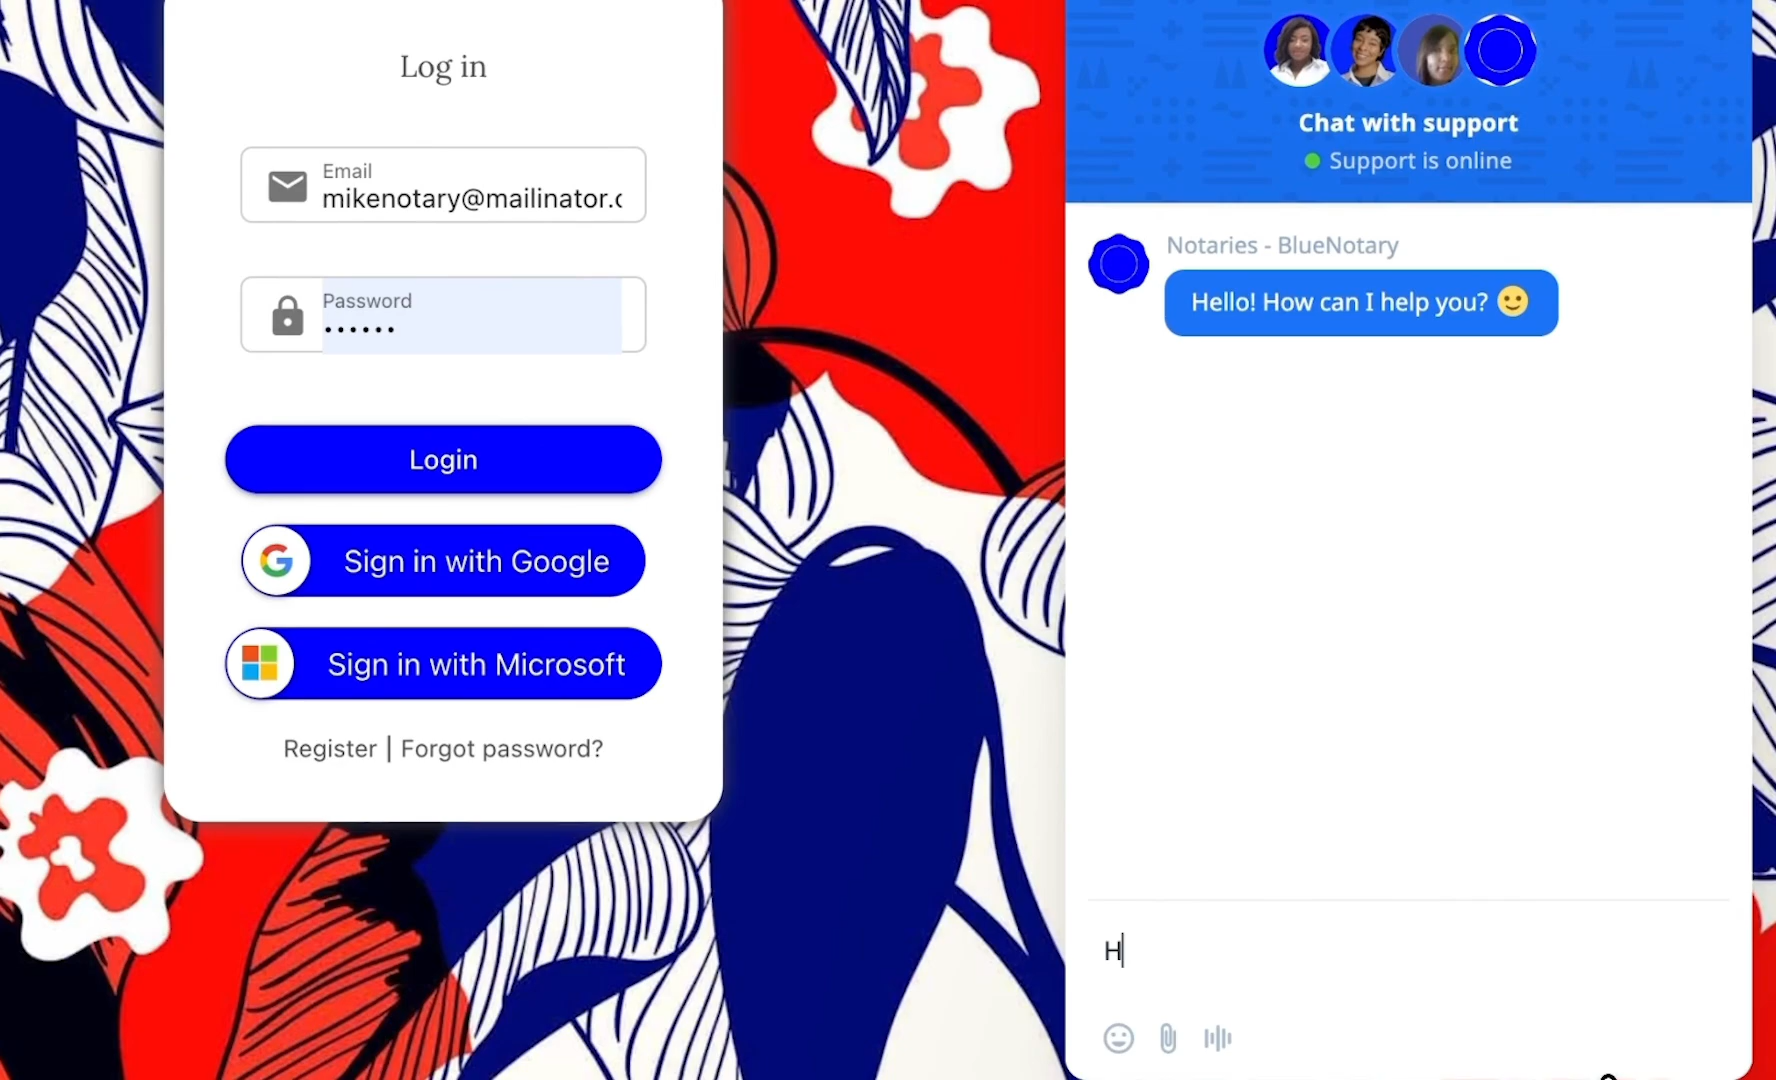 Log in
Email
mikenotary@mailinator.c
Password
••••••
Login
Sign in with Google
Sign in with Microsoft
Register | Forgot password?
Chat with support
Support is online
Notaries - BlueNotary
Hello! How can I help you? 🙂
H